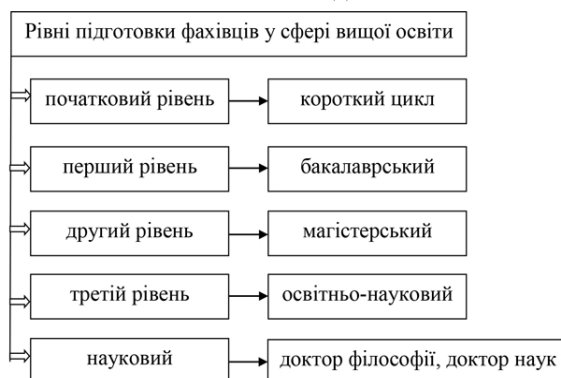 Рівні підготовки фахівців у сфері вищої освіти
початковий рівень
короткий цикл
перший рівень
бакалаврський
другий рівень
магістерський
третій рівень
освітньо-науковий
науковий
доктор філософії, доктор наук